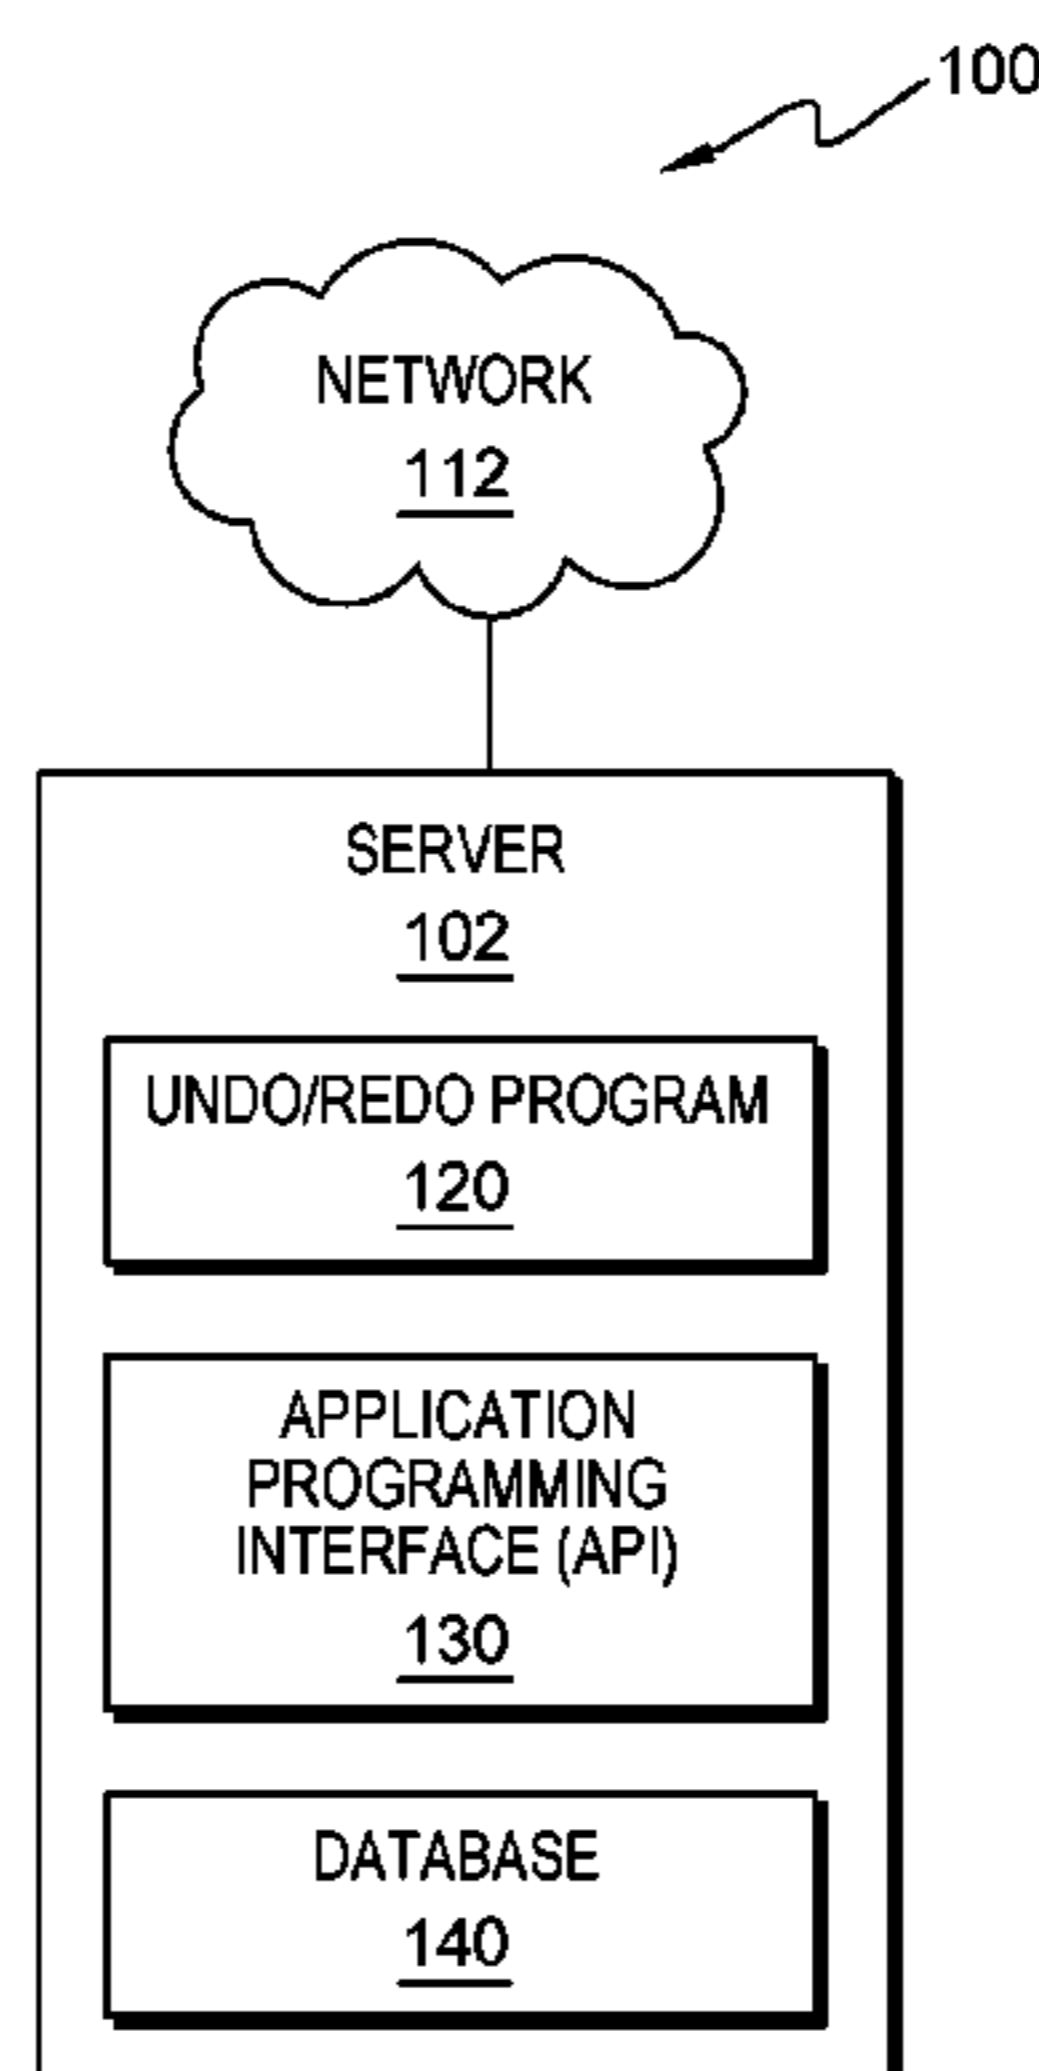 100
NETWORK
112
SERVER
102
UNDO/REDO PROGRAM
120
APPLICATION
PROGRAMMING
INTERFACE (API)
130
DATABASE
140